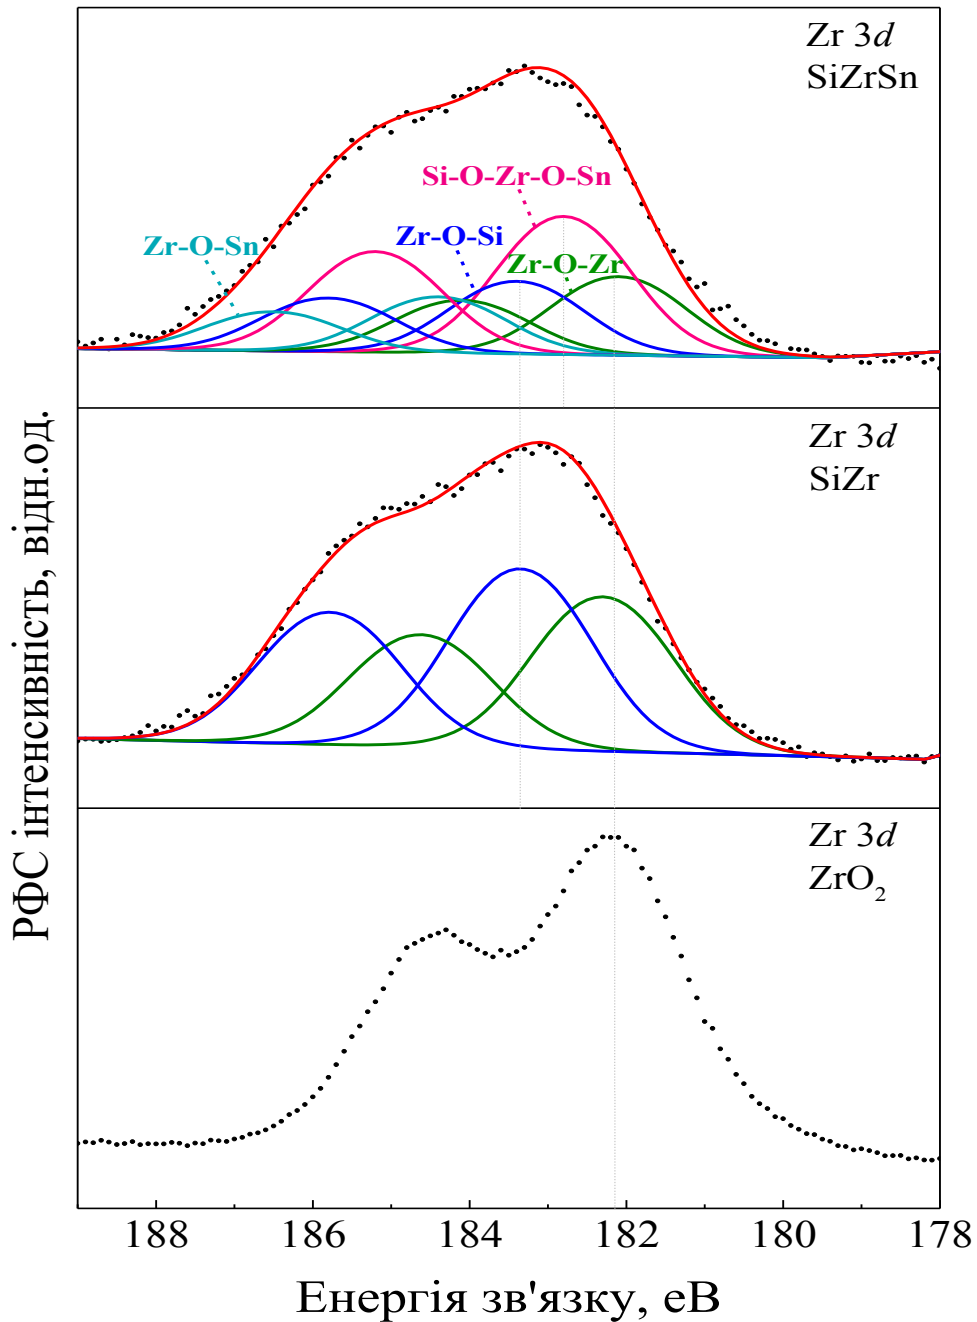 Zr 3d
SiZrSn
Si-O-Zr-O-Sn
Zr-O-Sn
Zr-O-Si
Zr-O-Zr
Zr 3d
SiZr
Zr 3d
ZrO₂
РФС інтенсивність, відн.од.
188 186 184 182 180 178
Енергія зв'язку, еВ